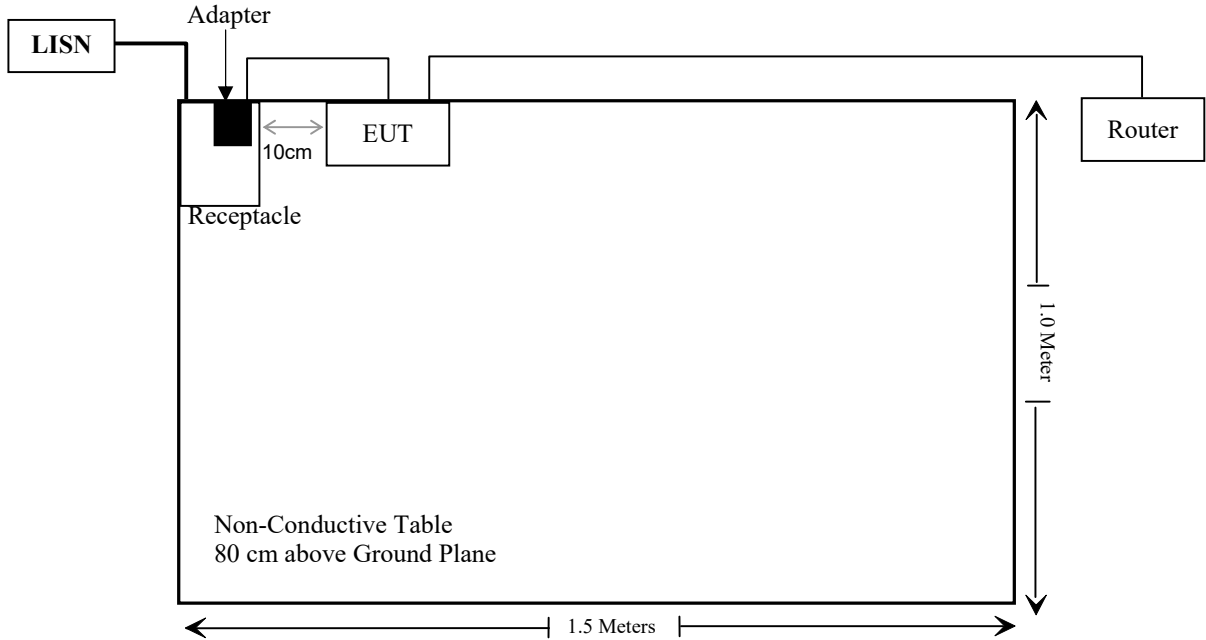 Adapter
LISN
EUT
Router
10cm
Receptacle
1.0 Meter
Non-Conductive Table
80 cm above Ground Plane
1.5 Meters